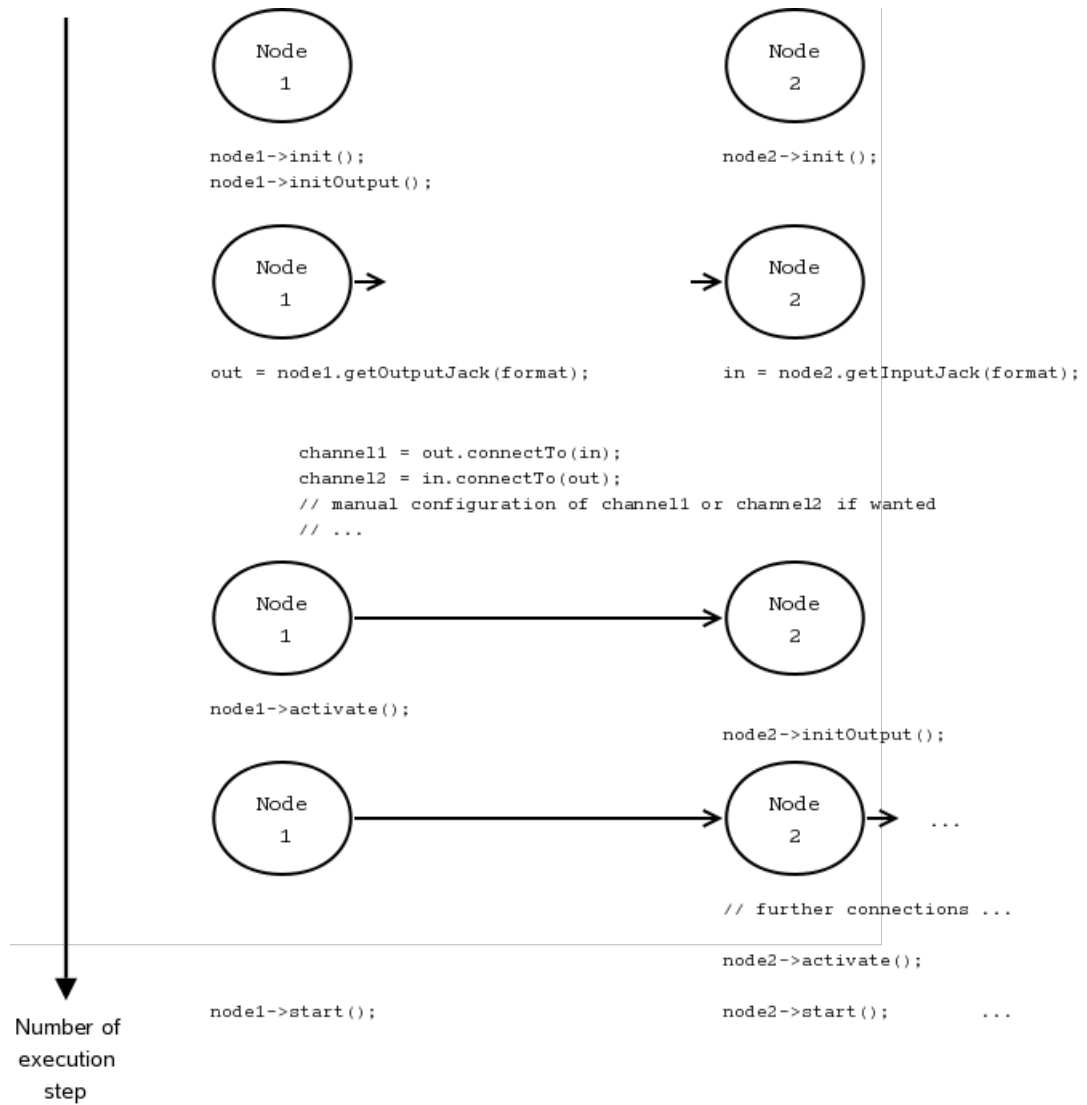 Node
1
Node
2
node1->init();
node2->init();
node1->initOutput();
Node
1
Node
2
out = node1.getOutputJack(format);
in = node2.getInputJack(format);
channel1 = out.connectTo(in);
channel2 = in.connectTo(out);
// manual configuration of channel1 or channel2 if wanted
// ...
Node
1
Node
2
node1->activate();
node2->initOutput();
Node
1
Node
2
...
// further connections ...
node2->activate();
node1->start();
node2->start();
...
Number of
execution
step